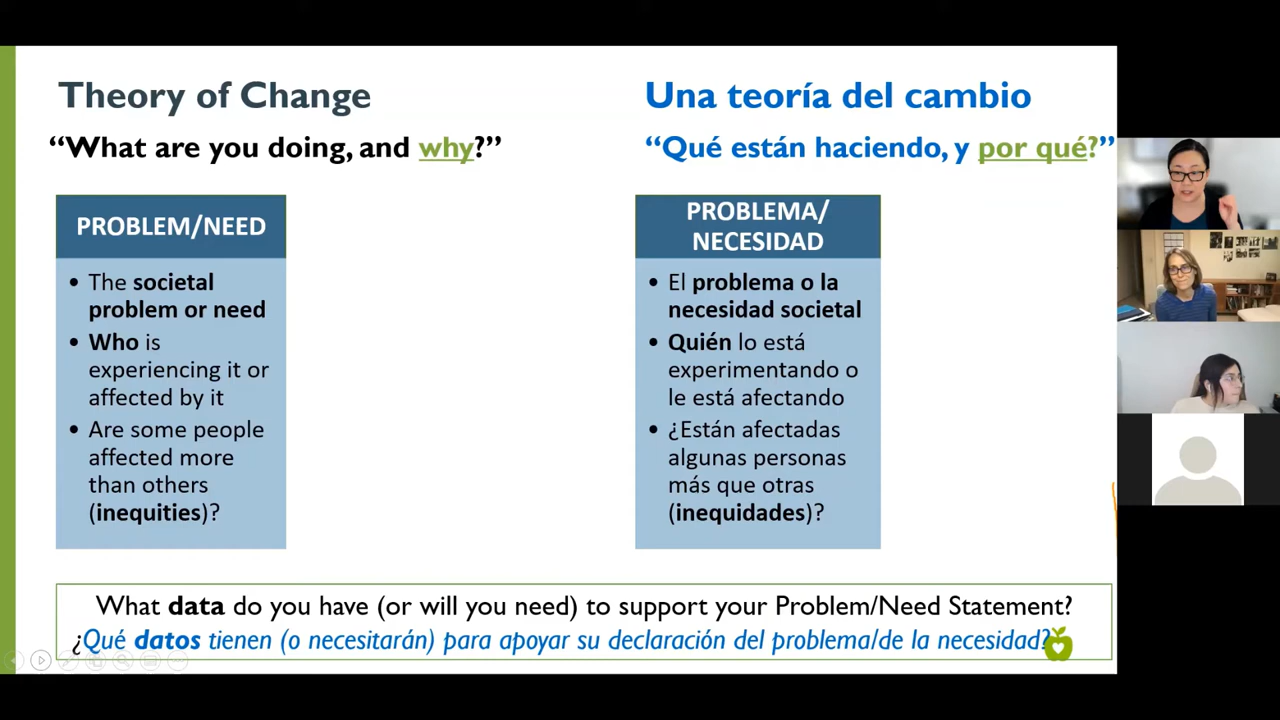 Theory of Change
“What are you doing, and why?”
PROBLEM/NEED
• The societal
problem or need
• Who is
experiencing it or
affected by it
• Are some people
affected more
than others
(inequities)?
Una teoría del cambio
“Qué están haciendo, y por qué?”
PROBLEMA/
NECESIDAD
• El problema o la
necesidad societal
• Quién lo está
experimentando o
le está afectando
• ¿Están afectadas
algunas personas
más que otras
(inequidades)?
What data do you have (or will you need) to support your Problem/Need Statement?
¿Qué datos tienen (o necesitarán) para apoyar su declaración del problema/de la necesidad?